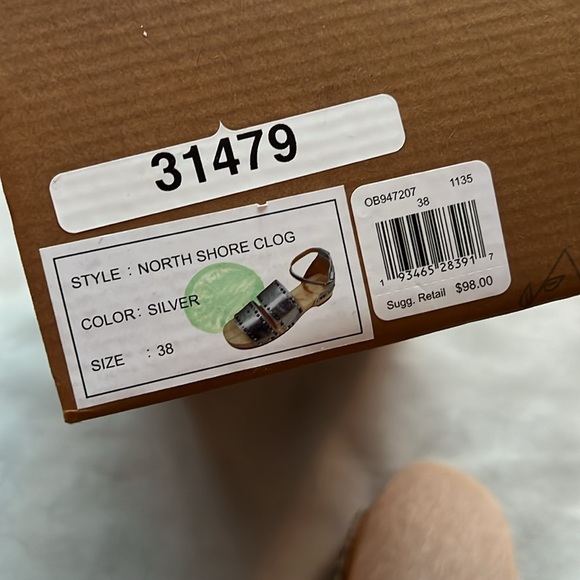 31479
STYLE : NORTH SHORE CLOG
COLOR: SILVER
SIZE : 38
OB947207 1135
38
1 93465 28391 7
Sugg. Retail $98.00